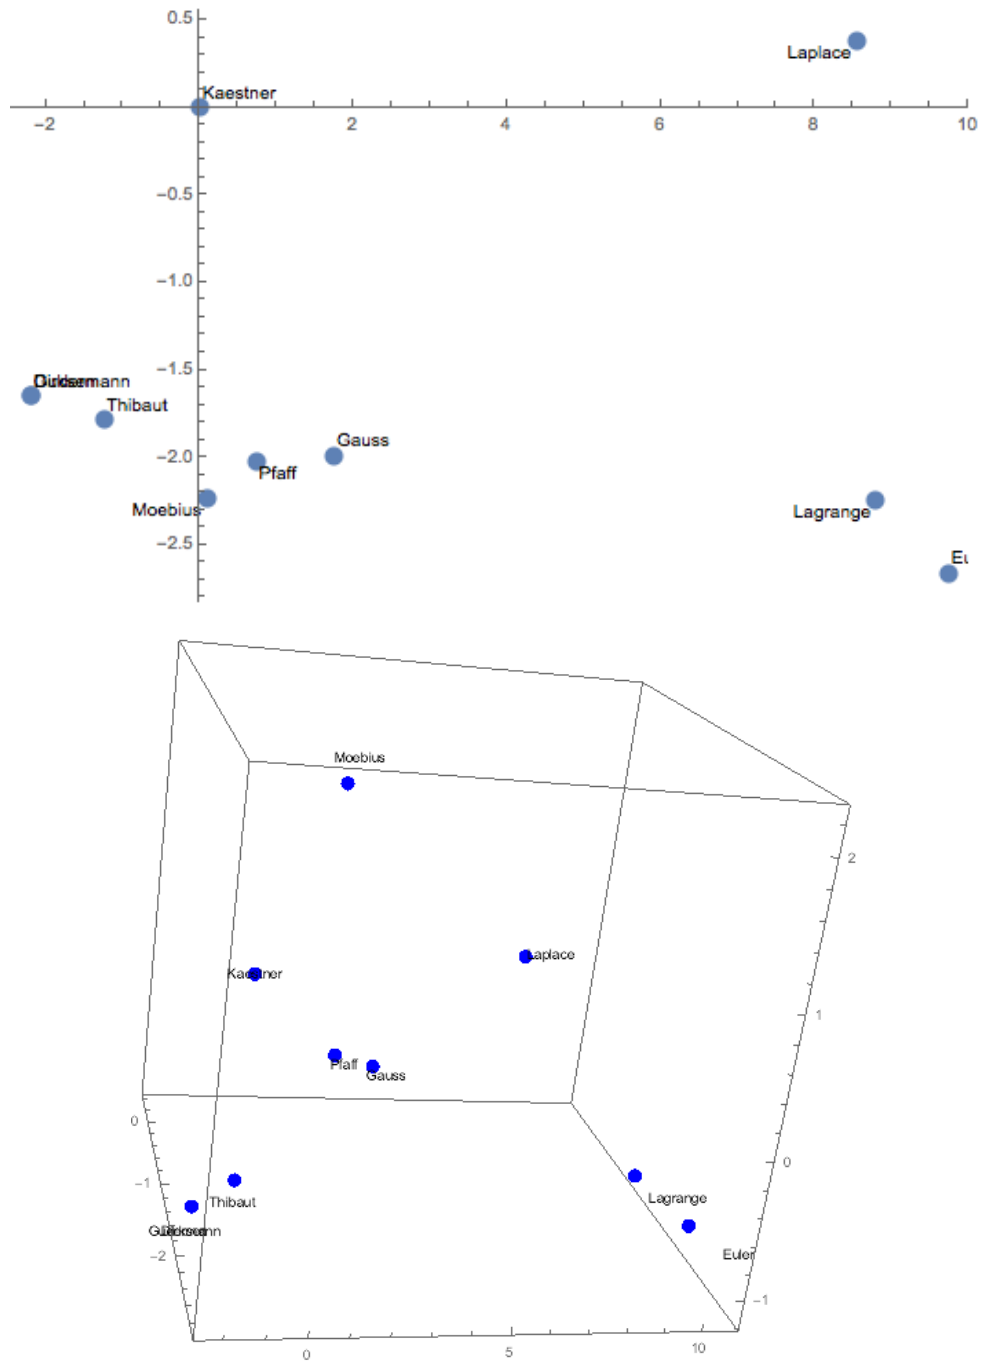 0.5
Laplace
Kaestner
−2 2 4 6 8 10
−0.5
−1.0
−1.5
Thibaut
Gauss
−2.0
Pfaff
Moebius
Lagrange
−2.5
Moebius
2
Laplace
Kaestner
1
Pfaff
Gauss
0
0
−1
Thibaut
Lagrange
−2
Euler
−1
0 5 10